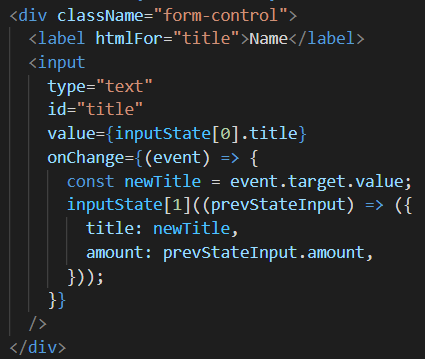 <div className="form-control">
  <label htmlFor="title">Name</label>
  <input
    type="text"
    id="title"
    value={inputState[0].title}
    onChange={(event) => {
      const newTitle = event.target.value;
      inputState[1]((prevStateInput) => ({
        title: newTitle,
        amount: prevStateInput.amount,
      }));
    }}
  />
</div>